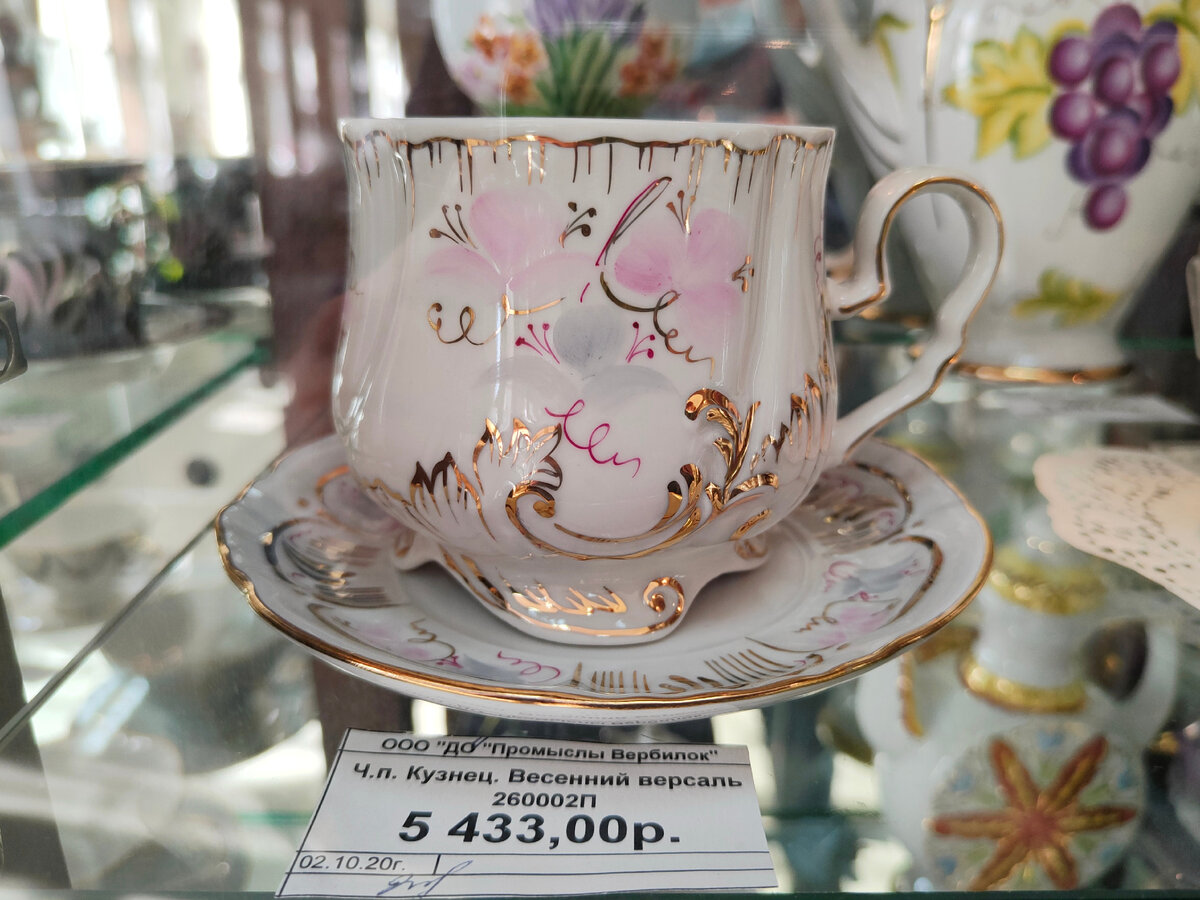 ООО "ДО "Промыслы Вербилок"
Ч.п. Кузнец. Весенний версаль
260002П
5 433,00р.
02.10.20г.